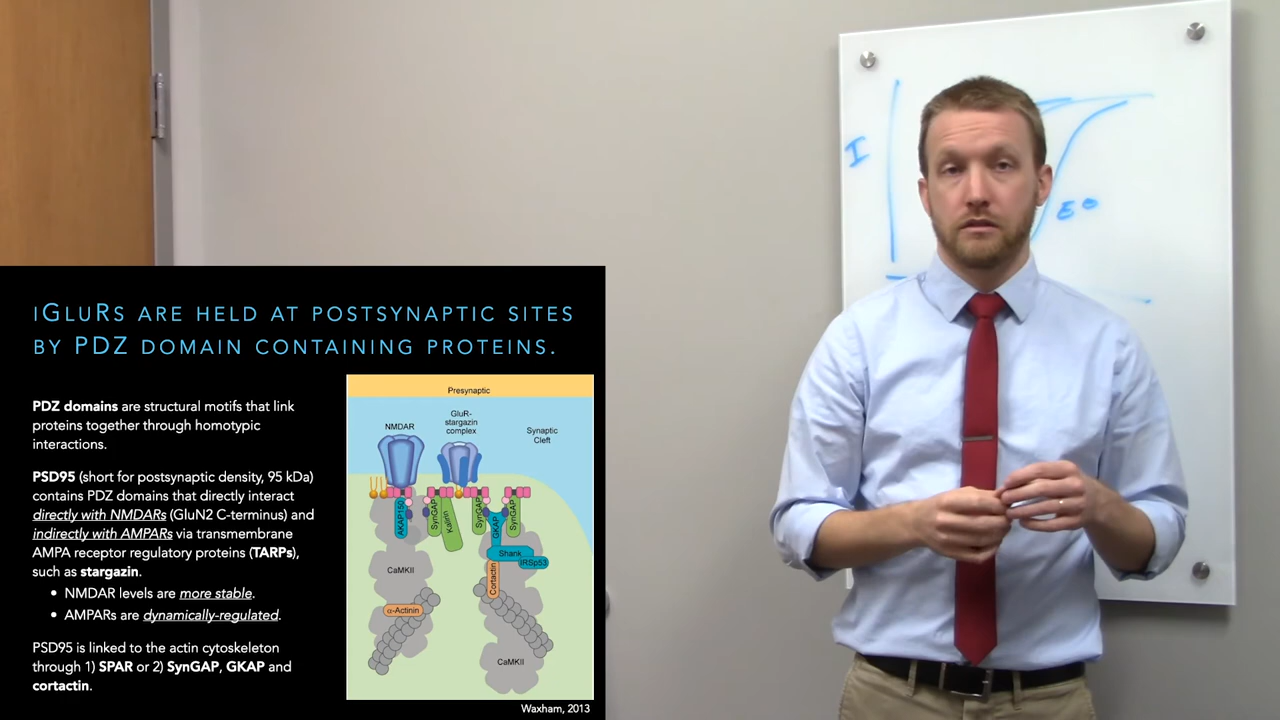 I
EO
iGluRs are held at postsynaptic sites
by PDZ domain containing proteins.
PDZ domains are structural motifs that link
proteins together through homotypic
interactions.
PSD95 (short for postsynaptic density, 95 kDa)
contains PDZ domains that directly interact
directly with NMDARs (GluN2 C-terminus) and
indirectly with AMPARs via transmembrane
AMPA receptor regulatory proteins (TARPs),
such as stargazin.
• NMDAR levels are more stable.
• AMPARs are dynamically-regulated.
PSD95 is linked to the actin cytoskeleton
through 1) SPAR or 2) SynGAP, GKAP and
cortactin.
Presynaptic
NMDAR
GluR-
stargazin
complex
Synaptic
Cleft
AKAP150
SynGAP
Kalirin
SynGAP
GKAP
SynGAP
Shank
IRSp53
CaMKII
Cortactin
α-Actinin
CaMKII
Waxham, 2013